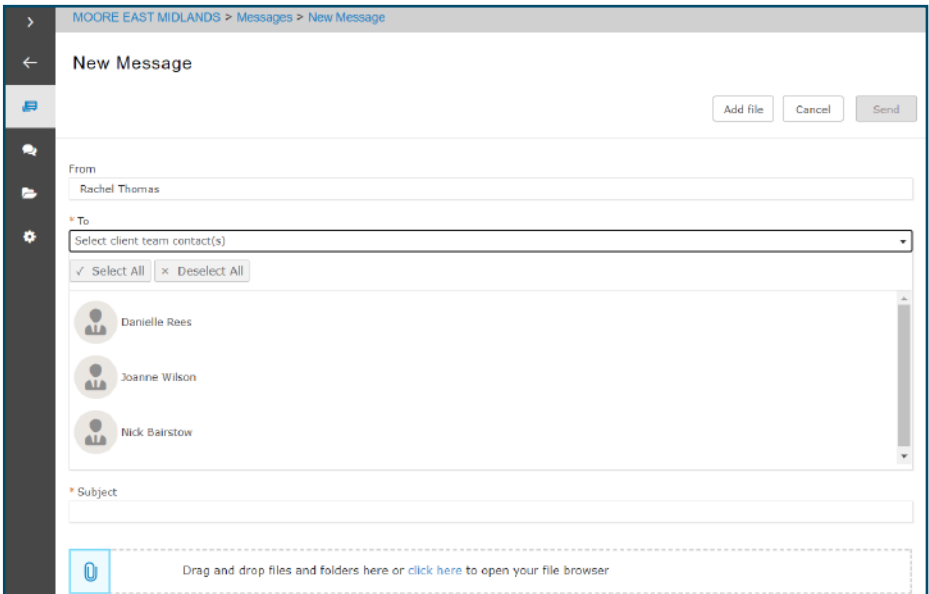 MOORE EAST MIDLANDS > Messages > New Message
New Message
Add file Cancel Send
From
Rachel Thomas
* To
Select client team contact(s)
✓ Select All × Deselect All
Danielle Rees
Joanne Wilson
Nick Bairstow
* Subject
Drag and drop files and folders here or click here to open your file browser